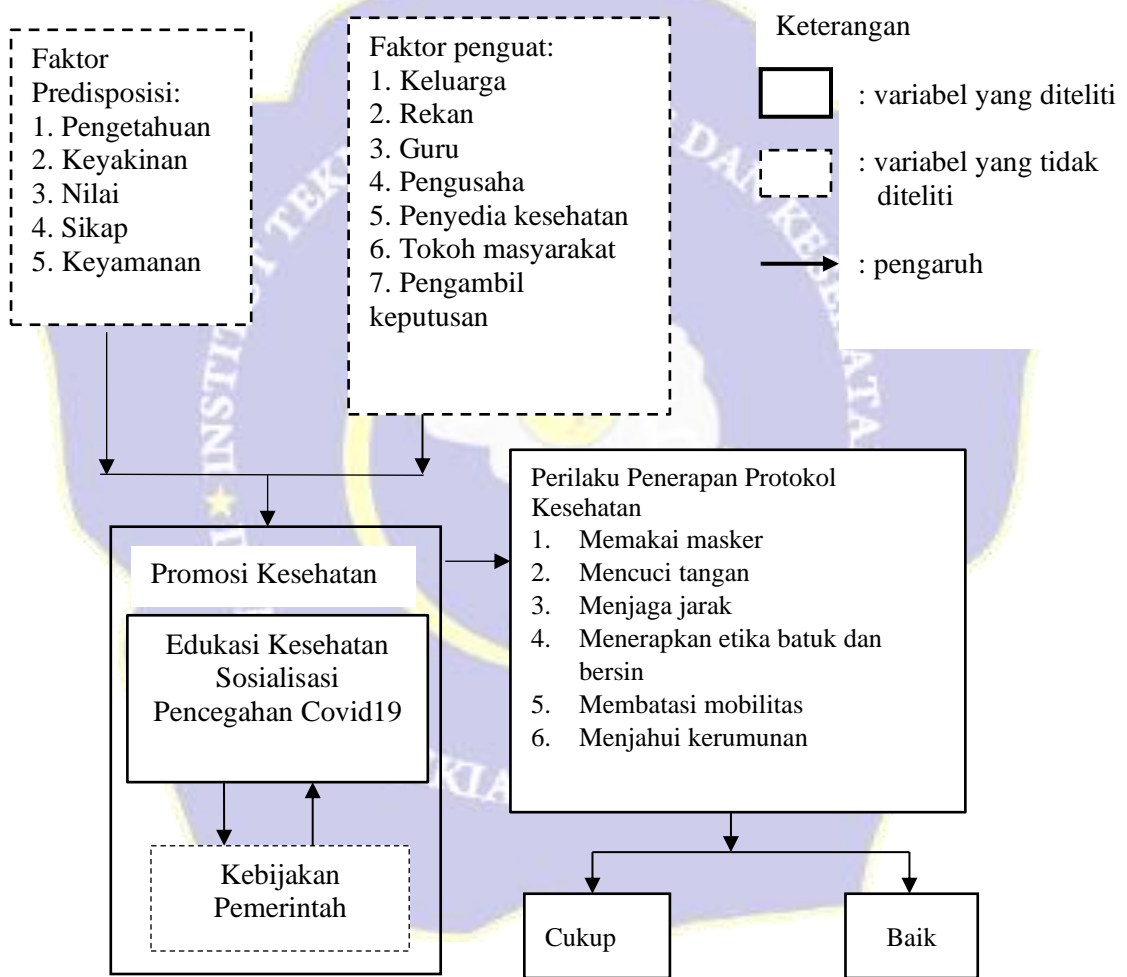 Faktor
Predisposisi:
1. Pengetahuan
2. Keyakinan
3. Nilai
4. Sikap
5. Keyamanan
Faktor penguat:
1. Keluarga
2. Rekan
3. Guru
4. Pengusaha
5. Penyedia kesehatan
6. Tokoh masyarakat
7. Pengambil
keputusan
Keterangan
: variabel yang diteliti
: variabel yang tidak
diteliti
: pengaruh
Promosi Kesehatan
Edukasi Kesehatan
Sosialisasi
Pencegahan Covid19
Kebijakan
Pemerintah
Perilaku Penerapan Protokol
Kesehatan
1. Memakai masker
2. Mencuci tangan
3. Menjaga jarak
4. Menerapkan etika batuk dan
bersin
5. Membatasi mobilitas
6. Menjahui kerumunan
Cukup
Baik
INSTITUT TEK
DAN KESEHATA